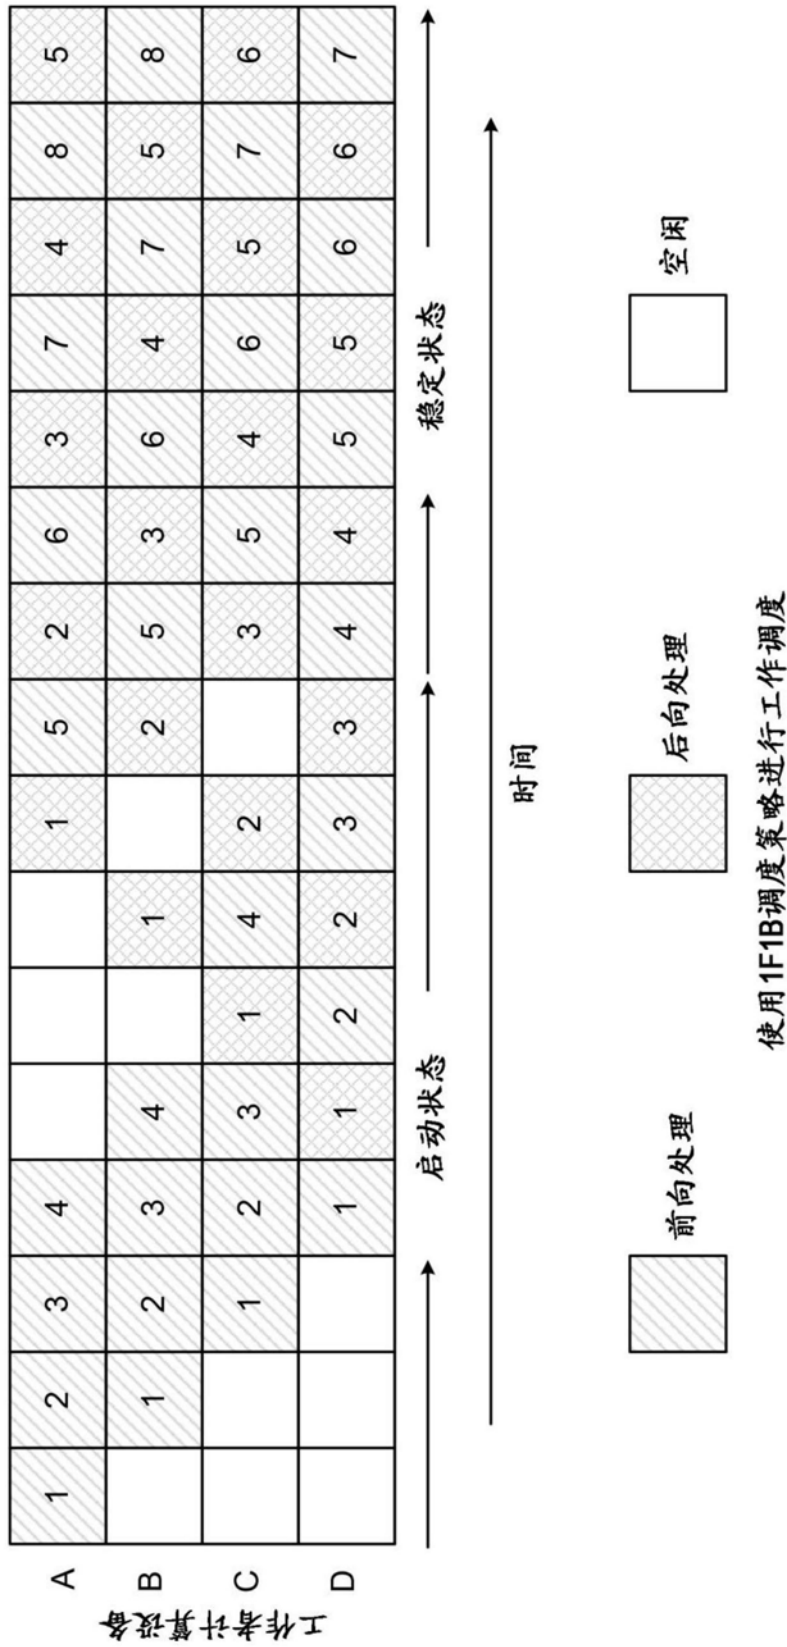 工作者计算设备
A 1 2 3 4 1 5 2 6 3 7 4 8 5
B 1 2 3 4 1 2 5 3 6 4 7 5 8
C 1 2 3 1 4 2 3 5 4 6 5 7 6
D 1 1 2 2 3 3 4 4 5 5 6 6 7
启动状态 稳定状态
时间
前向处理 后向处理 空闲
使用1F1B调度策略进行工作调度